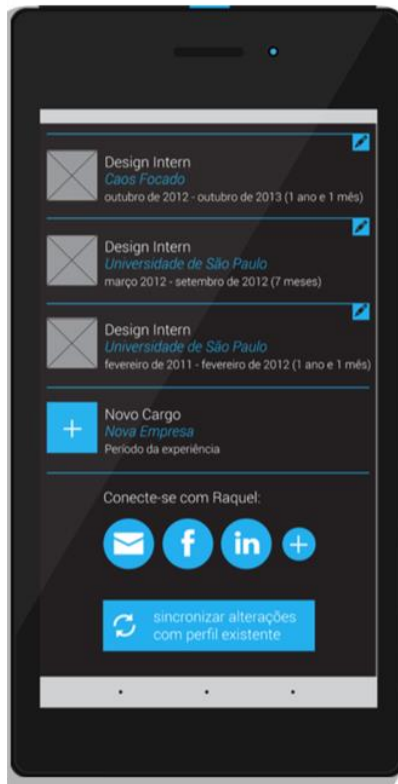 Design Intern
Caos Focado
outubro de 2012 - outubro de 2013 (1 ano e 1 mês)
Design Intern
Universidade de São Paulo
março 2012 - setembro de 2012 (7 meses)
Design Intern
Universidade de São Paulo
fevereiro de 2011 - fevereiro de 2012 (1 ano e 1 mês)
+
Novo Cargo
Nova Empresa
Período da experiência
Conecte-se com Raquel:
f in +
sincronizar alterações
com perfil existente